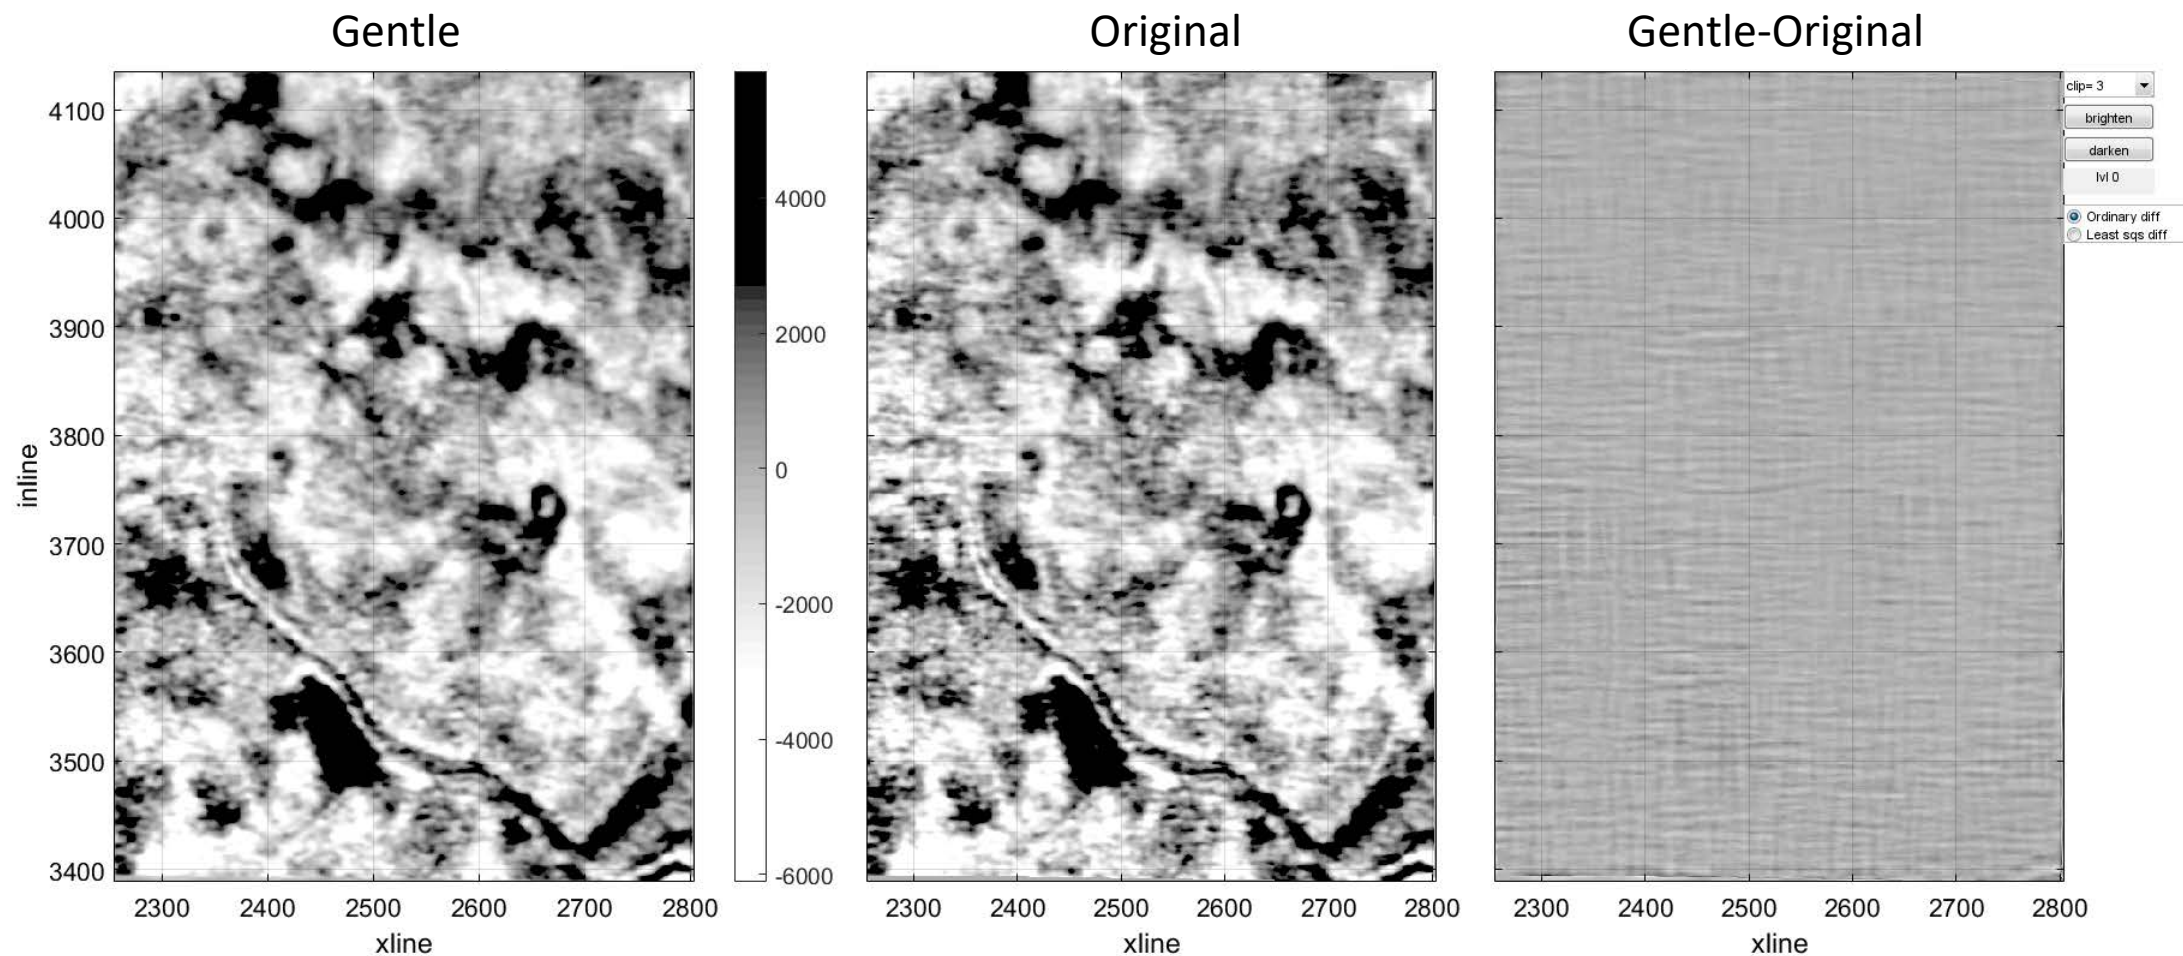 Gentle
Original
Gentle-Original
inline
4100
4000
3900
3800
3700
3600
3500
3400
2300 2400 2500 2600 2700 2800
xline
4000
2000
0
-2000
-4000
-6000
2300 2400 2500 2600 2700 2800
xline
2300 2400 2500 2600 2700 2800
xline
clip= 3
brighten
darken
lvl 0
Ordinary diff
Least sqs diff